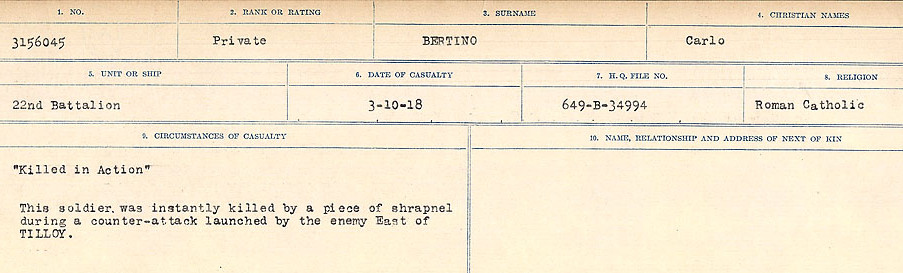 1. NO. 2. RANK OR RATING 3. SURNAME 4. CHRISTIAN NAMES
3156045 Private BERTINO Carlo
5. UNIT OR SHIP 6. DATE OF CASUALTY 7. H.Q. FILE NO. 8. RELIGION
22nd Battalion 3-10-18 649-B-34994 Roman Catholic
9. CIRCUMSTANCES OF CASUALTY 10. NAME, RELATIONSHIP AND ADDRESS OF NEXT OF KIN
"Killed in Action"
This soldier was instantly killed by a piece of shrapnel
during a counter-attack launched by the enemy East of
TILLOY.